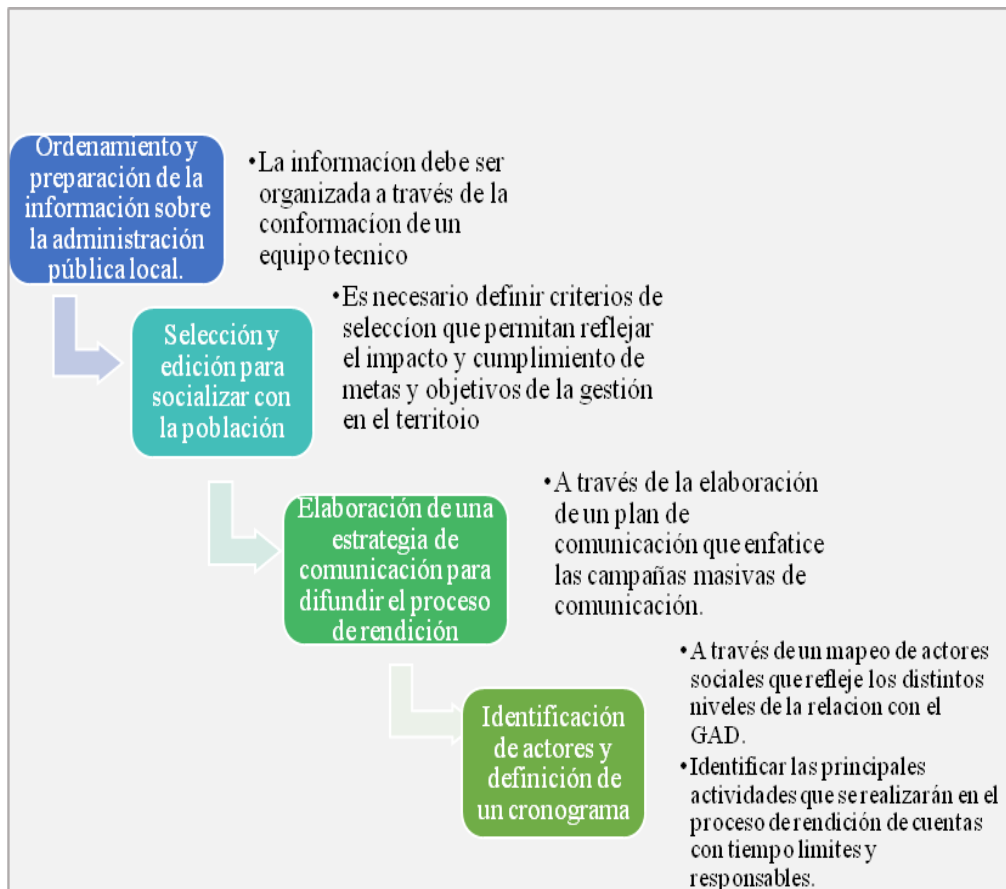 Ordenamiento y
preparación de la
información sobre
la administración
pública local.
•La informacíon debe ser
organizada a través de la
conformacíon de un
equipo tecnico
Selección y
edición para
socializar con
la población
•Es necesario definir criterios de
seleccíon que permitan reflejar
el impacto y cumplimiento de
metas y objetivos de la gestión
en el territoio
Elaboración de una
estrategia de
comunicación para
difundir el proceso
de rendición
•A través de la elaboración
de un plan de
comunicación que enfatice
las campañas masivas de
comunicación.
Identificación
de actores y
definición de
un cronograma
•A través de un mapeo de actores
sociales que refleje los distintos
niveles de la relacion con el
GAD.
•Identificar las principales
actividades que se realizarán en el
proceso de rendición de cuentas
con tiempo limites y
responsables.